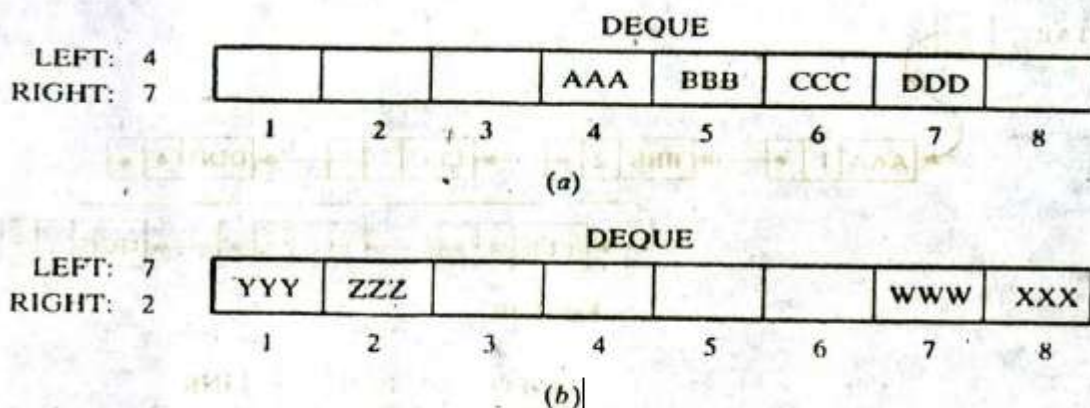 DEQUE
LEFT: 4
RIGHT: 7
AAA BBB CCC DDD
1 2 3 4 5 6 7 8
(a)
DEQUE
LEFT: 7
RIGHT: 2
YYY ZZZ WWW XXX
1 2 3 4 5 6 7 8
(b)